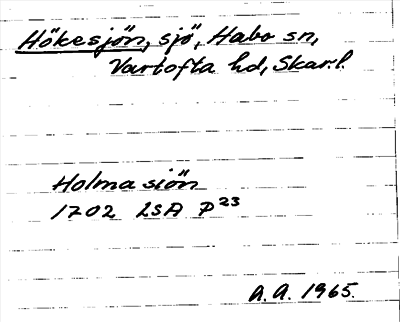 Hökesjön, sjö, Habo sn,
Vartofta hd, Skar.l.
Holma siön
1702 LSA P23
A.A. 1965.